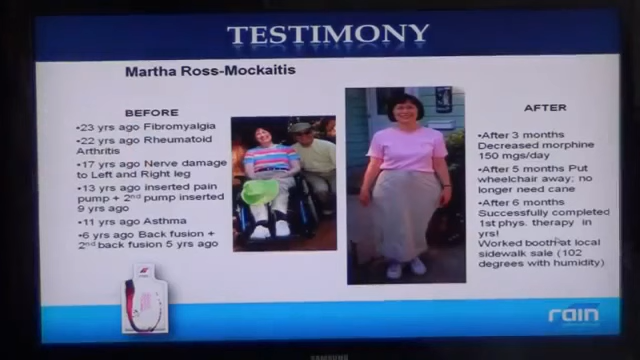 TESTIMONY
Martha Ross-Mockaitis
BEFORE
•23 yrs ago Fibromyalgia
•22 yrs ago Rheumatoid
Arthritis
•17 yrs ago Nerve damage
to Left and Right leg
•13 yrs ago inserted pain
pump + 2nd pump inserted
9 yrs ago
•11 yrs ago Asthma
•6 yrs ago Back fusion +
2nd back fusion 5 yrs ago
AFTER
•After 3 months
Decreased morphine
150 mgs/day
•After 5 months Put
wheelchair away; no
longer need cane
•After 6 months
Successfully completed
1st phys. therapy in
yrs!
Worked booth at local
sidewalk sale (102
degrees with humidity)
rain
SAMSUNG